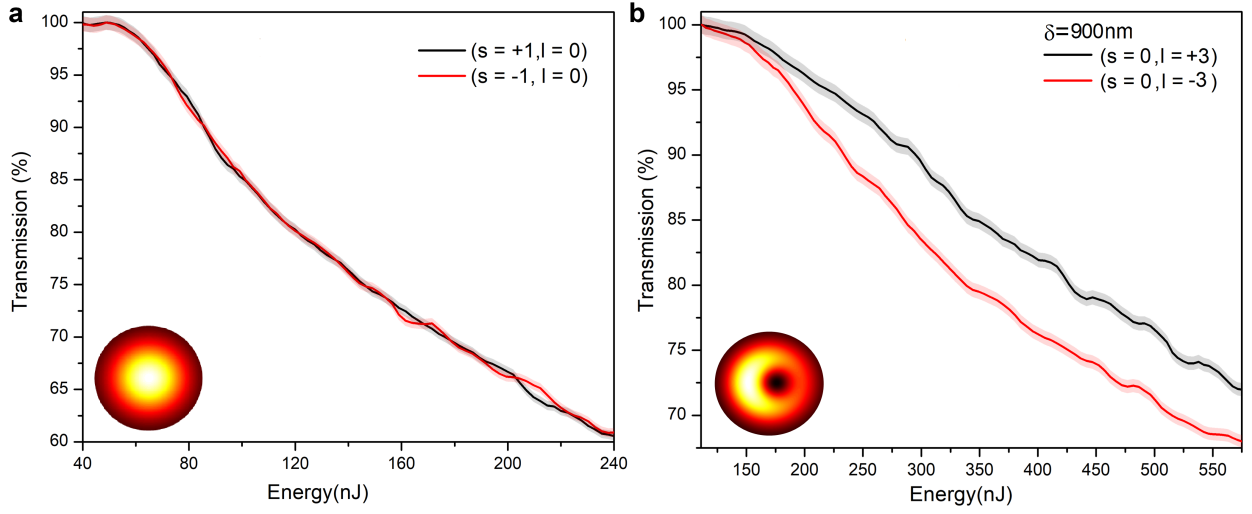 a
100
95
90
85
80
75
70
65
60
40
80
120
160
200
240
Transmission (%)
Energy(nJ)
(s = +1,l = 0)
(s = -1, l = 0)
b
100
95
90
85
80
75
70
150
200
250
300
350
400
450
500
550
Transmission (%)
Energy(nJ)
δ=900nm
(s = 0,l = +3)
(s = 0,l = -3 )